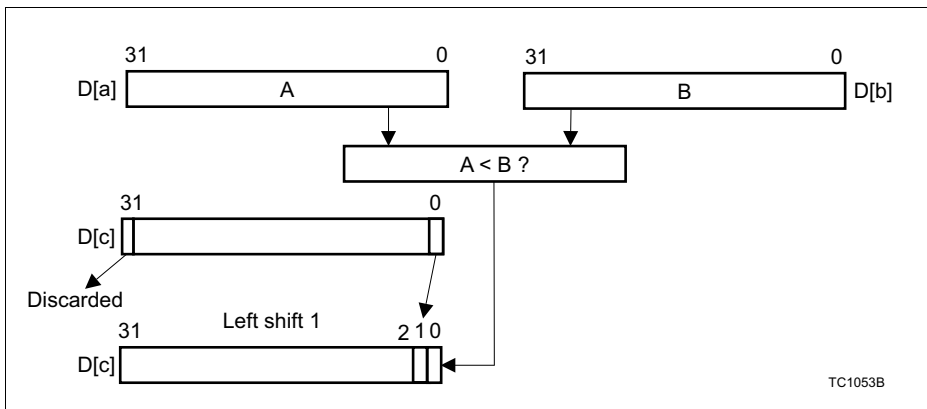 31 0 31 0
D[a] A B D[b]
A < B ?
31 0
D[c]
Discarded
Left shift 1
31 2 1 0
D[c]
TC1053B